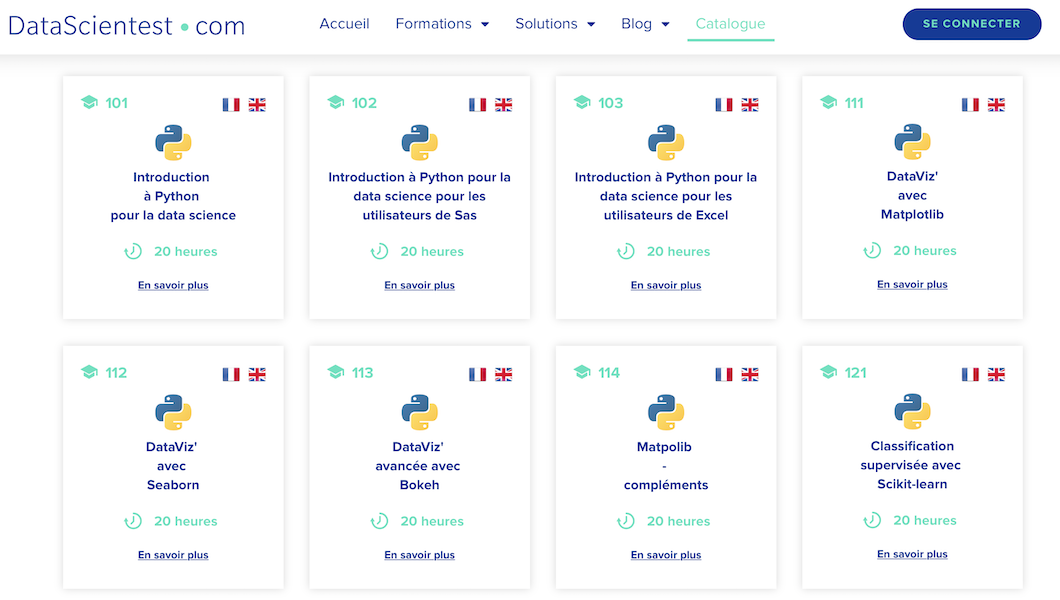 DataScientest • com
Accueil
Formations
Solutions
Blog
Catalogue
SE CONNECTER
101
Introduction
à Python
pour la data science
20 heures
En savoir plus
102
Introduction à Python pour la
data science pour les
utilisateurs de Sas
20 heures
En savoir plus
103
Introduction à Python pour la
data science pour les
utilisateurs de Excel
20 heures
En savoir plus
111
DataViz'
avec
Matplotlib
20 heures
En savoir plus
112
DataViz'
avec
Seaborn
20 heures
En savoir plus
113
DataViz'
avancée avec
Bokeh
20 heures
En savoir plus
114
Matpolib
-
compléments
20 heures
En savoir plus
121
Classification
supervisée avec
Scikit-learn
20 heures
En savoir plus